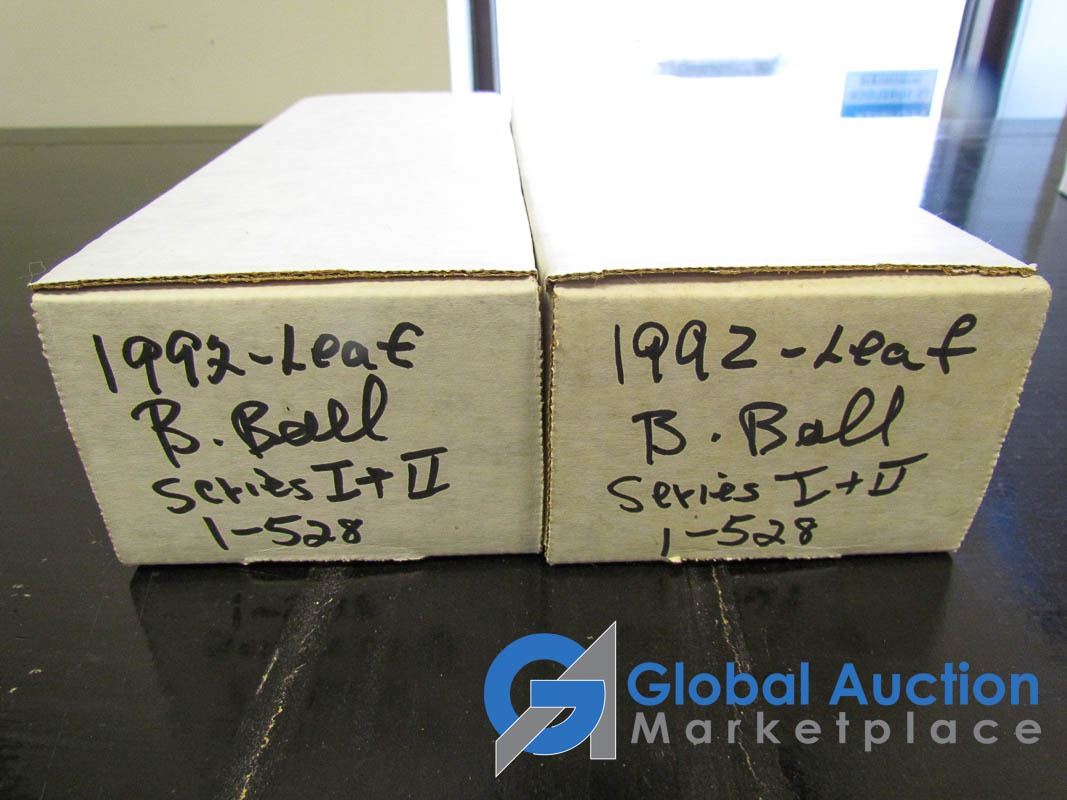 1992-Leaf
B. Ball
Series I+II
1-528
1992-Leaf
B. Ball
Series I+II
1-528
Global Auction
Marketplace